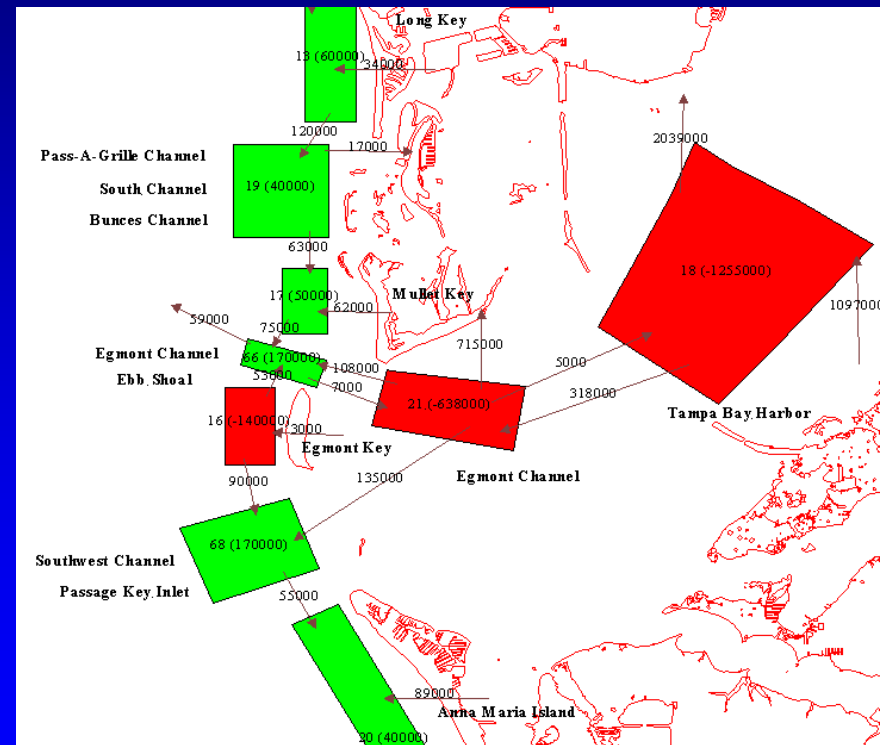 Long Key
13 (60000)
34000
120000
17000
2039000
Pass-A-Grille Channel
South Channel
Bunces Channel
19 (40000)
63000
18 (-1255000)
17 (50000)
62000
Mullet Key
1097000
59000
75000
715000
Egmont Channel
Ebb Shoal
66 (170000)
108000
5000
53000
7000
318000
21 (-638000)
16 (-140000)
3000
Tampa Bay Harbor
Egmont Key
90000
135000
Egmont Channel
68 (170000)
Southwest Channel
Passage Key Inlet
55000
89000
Anna Maria Island
20 (40000)